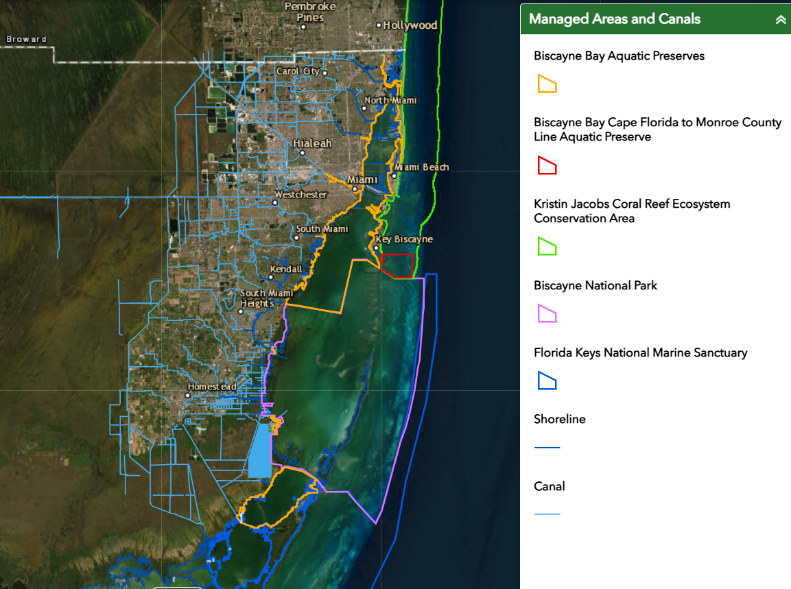 Pembroke
Pines
Hollywood
Broward
Carol City
North Miami
Hialeah
Miami Beach
Miami
Westchester
South Miami
Key Biscayne
Kendall
South Miami
Heights
Homestead
Managed Areas and Canals
Biscayne Bay Aquatic Preserves
Biscayne Bay Cape Florida to Monroe County
Line Aquatic Preserve
Kristin Jacobs Coral Reef Ecosystem
Conservation Area
Biscayne National Park
Florida Keys National Marine Sanctuary
Shoreline
Canal